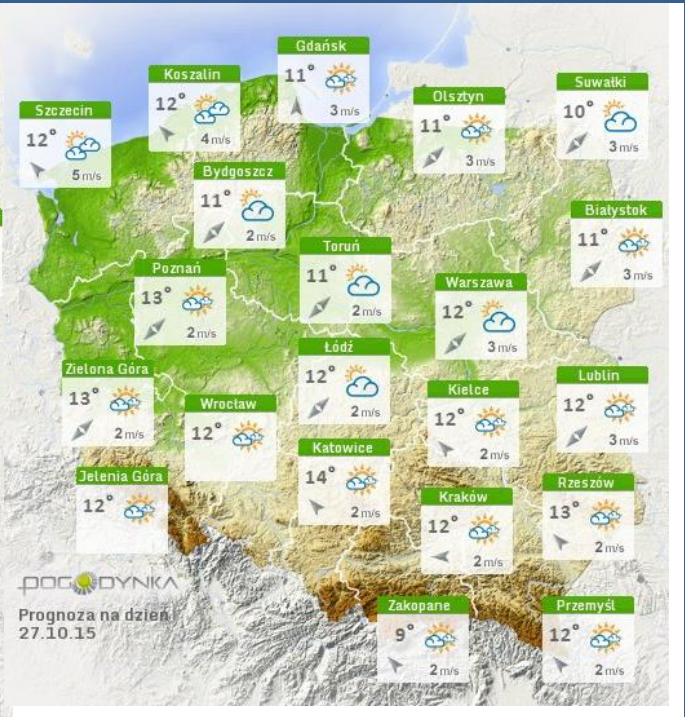 Gdańsk
11°
3 m/s
Koszalin
12°
4 m/s
Suwałki
10°
3 m/s
Olsztyn
11°
3 m/s
Szczecin
12°
5 m/s
Bydgoszcz
11°
2 m/s
Białystok
11°
3 m/s
Toruń
11°
2 m/s
Poznań
13°
2 m/s
Warszawa
12°
3 m/s
Łódź
12°
2 m/s
Zielona Góra
13°
2 m/s
Lublin
12°
3 m/s
Kielce
12°
2 m/s
Wrocław
12°
Katowice
14°
2 m/s
Jelenia Góra
12°
Rzeszów
13°
2 m/s
Kraków
12°
2 m/s
POGODYNKA
Prognoza na dzień
27.10.15
Zakopane
9°
2 m/s
Przemyśl
12°
2 m/s